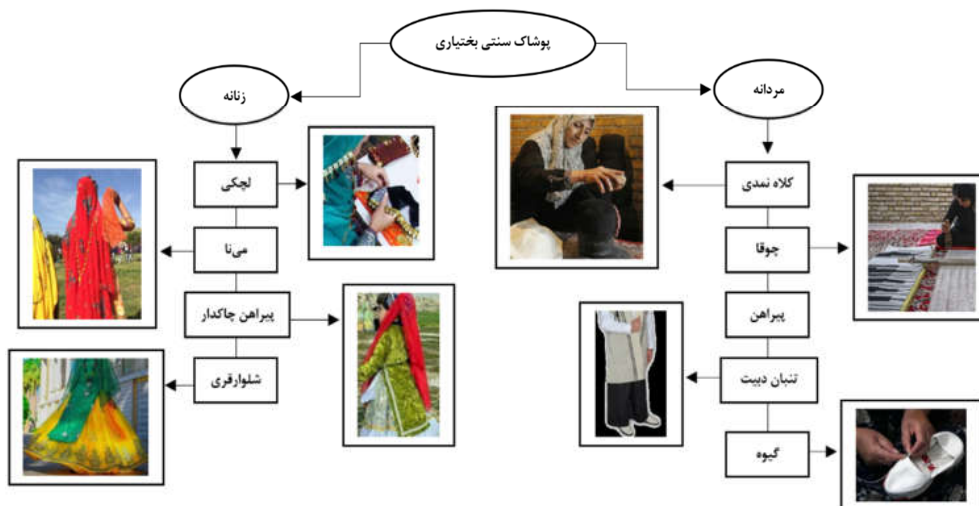 پوشاک سنتی بختیاری
مردانه
کلاه نمدی
چوقا
پیراهن
تنبان دبیت
گیوه
زنانه
لچکی
می‌نا
پیراهن چاکدار
شلوارقری